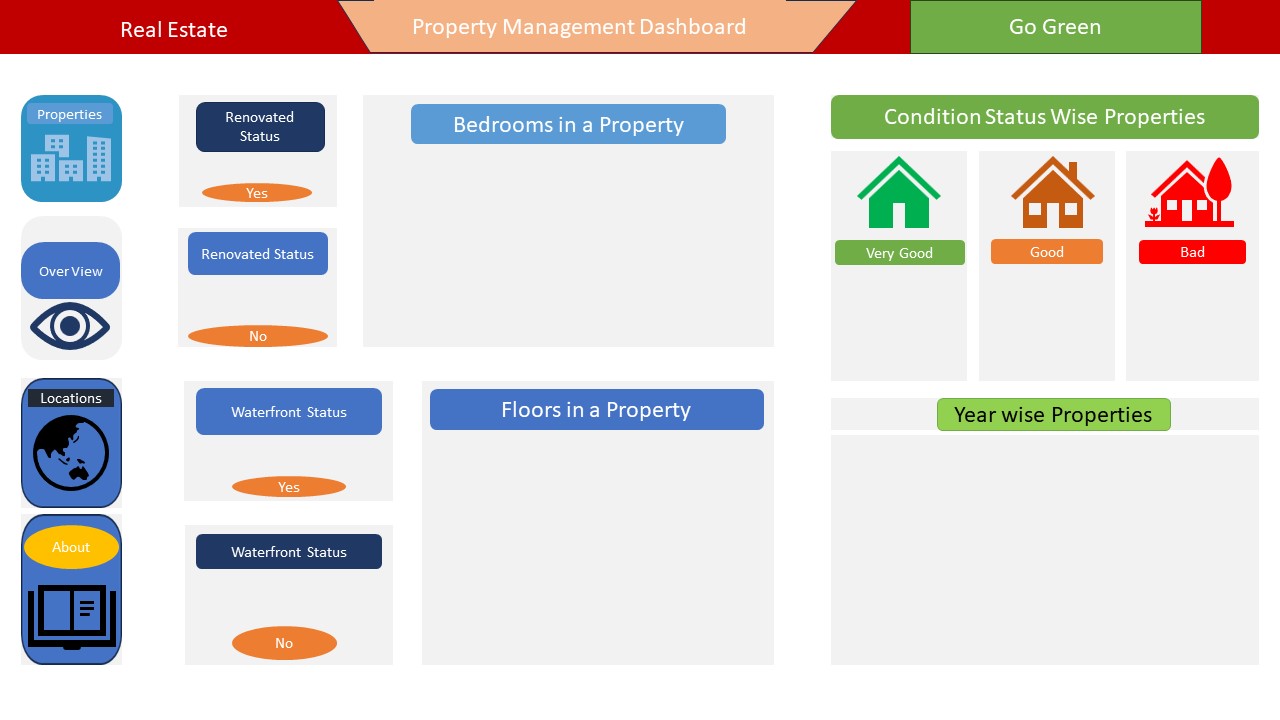 Real Estate
Property Management Dashboard
Go Green
Properties
Over View
Locations
About
Renovated
Status
Yes
Renovated Status
No
Waterfront Status
Yes
Waterfront Status
No
Bedrooms in a Property
Floors in a Property
Condition Status Wise Properties
Very Good
Good
Bad
Year wise Properties